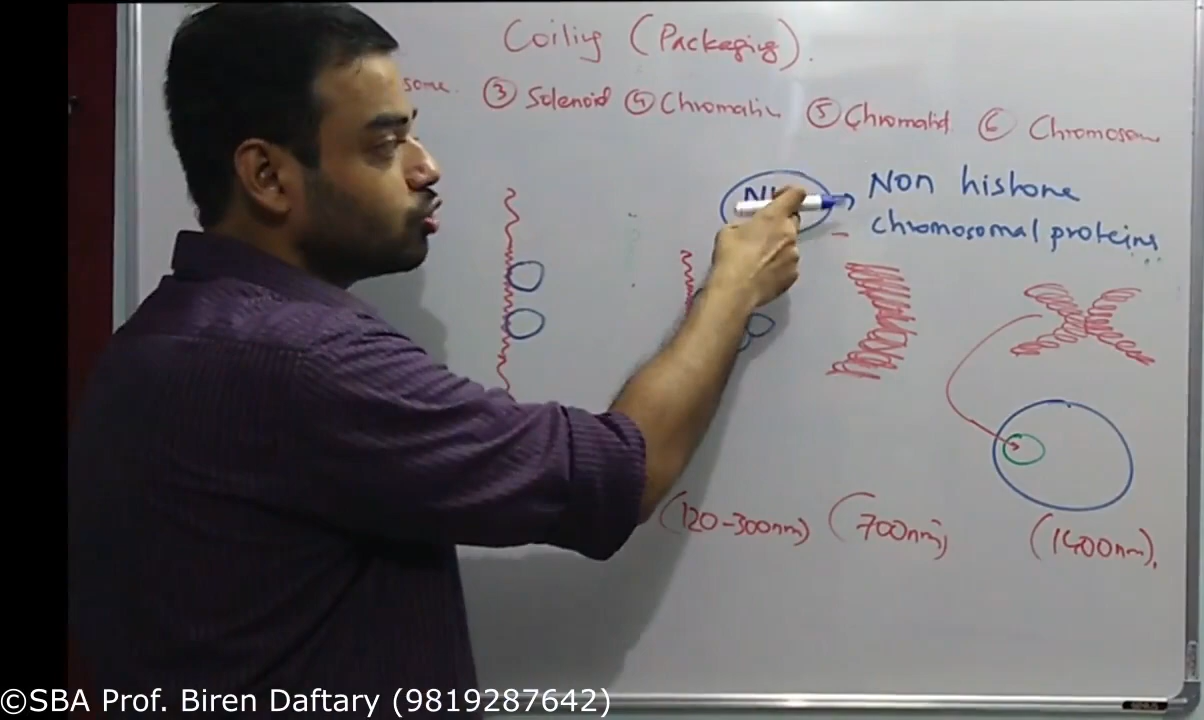 Coiling (Packaging).
some. ③ Solenoid ④ Chromatin ⑤ Chromatid. ⑥ Chromosome
→ Non histone
chromosomal proteins
(120-300nm) (700nm) (1400nm).
©SBA Prof. Biren Daftary (9819287642)